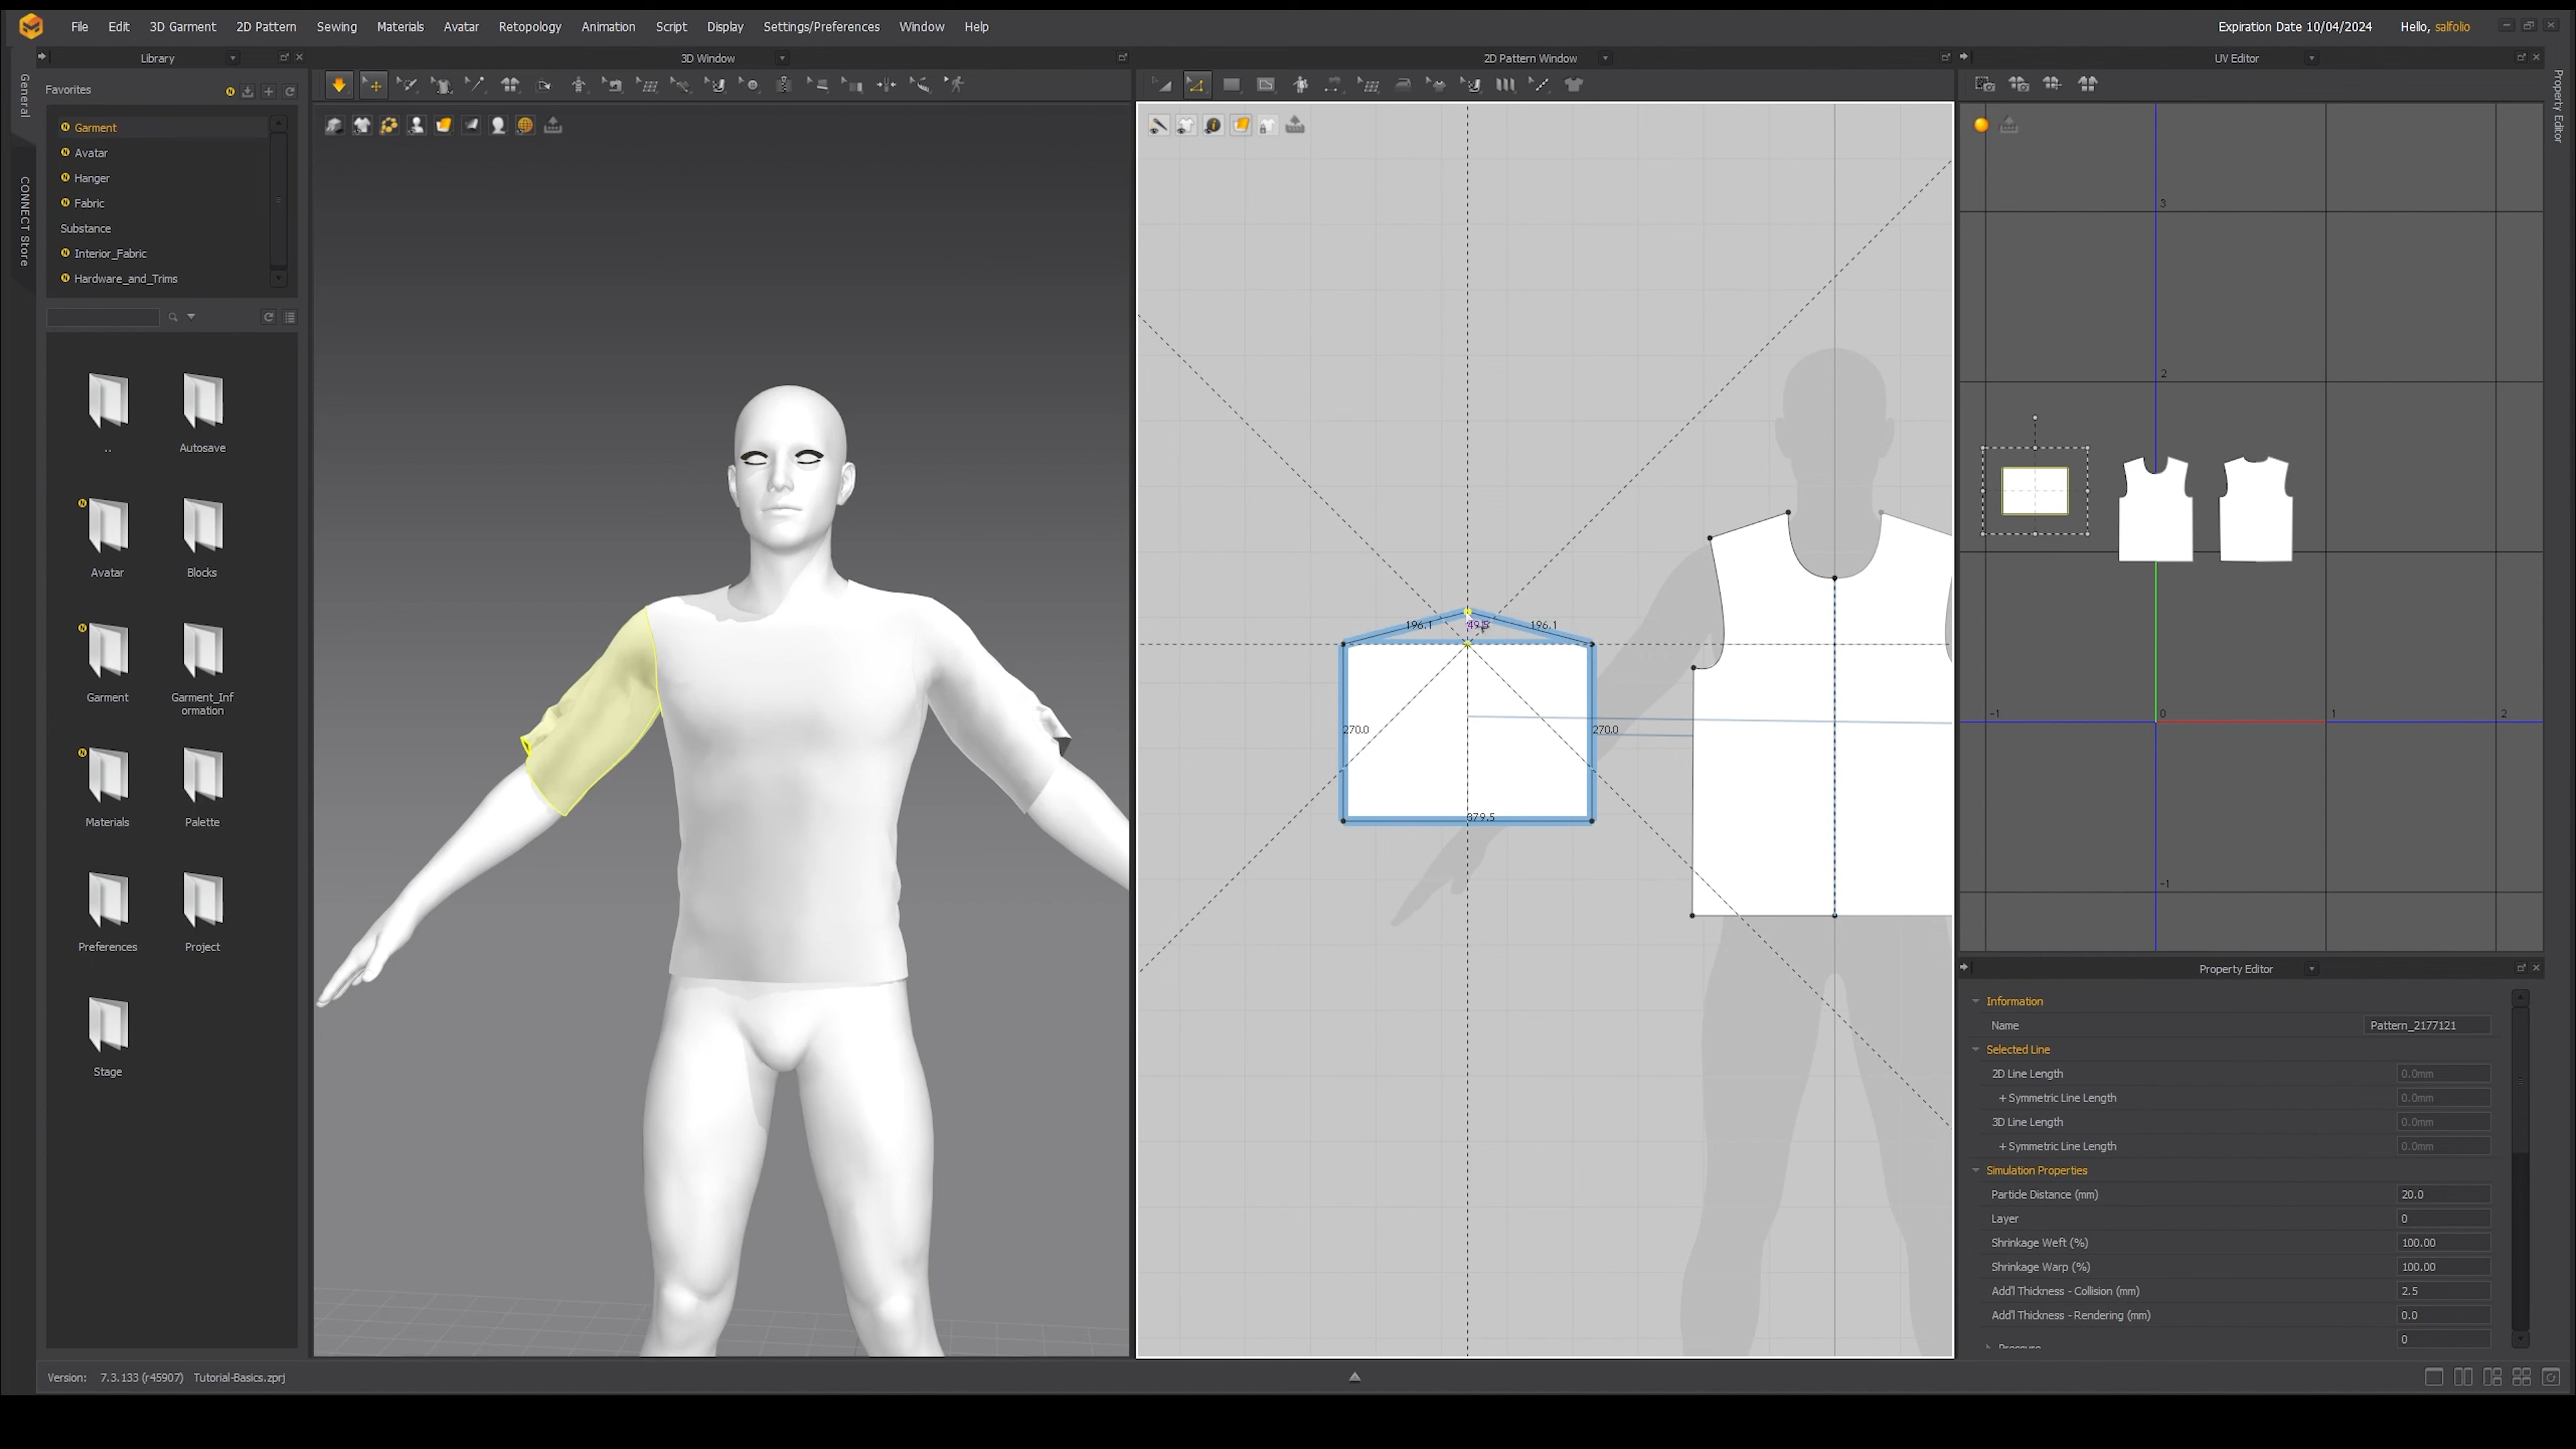 File Edit 3D Garment 2D Pattern Sewing Materials Avatar Retopology Animation Script Display Settings/Preferences Window Help
Expiration Date 10/04/2024 Hello, salfolio
Library
3D Window
2D Pattern Window
UV Editor
General
CONNECT Store
Property Editor
Favorites
Garment
Avatar
Hanger
Fabric
Substance
Interior_Fabric
Hardware_and_Trims
..
Autosave
Avatar
Blocks
Garment
Garment_Inf
ormation
Materials
Palette
Preferences
Project
Stage
196.1
49.5
196.1
270.0
270.0
379.5
3
2
-1
0
1
2
-1
Property Editor
Information
Name Pattern_2177121
Selected Line
2D Line Length 0.0mm
+ Symmetric Line Length 0.0mm
3D Line Length 0.0mm
+ Symmetric Line Length 0.0mm
Simulation Properties
Particle Distance (mm) 20.0
Layer 0
Shrinkage Weft (%) 100.00
Shrinkage Warp (%) 100.00
Add'l Thickness - Collision (mm) 2.5
Add'l Thickness - Rendering (mm) 0.0
Pressure 0
Version: 7.3.133 (r45907) Tutorial-Basics.zprj